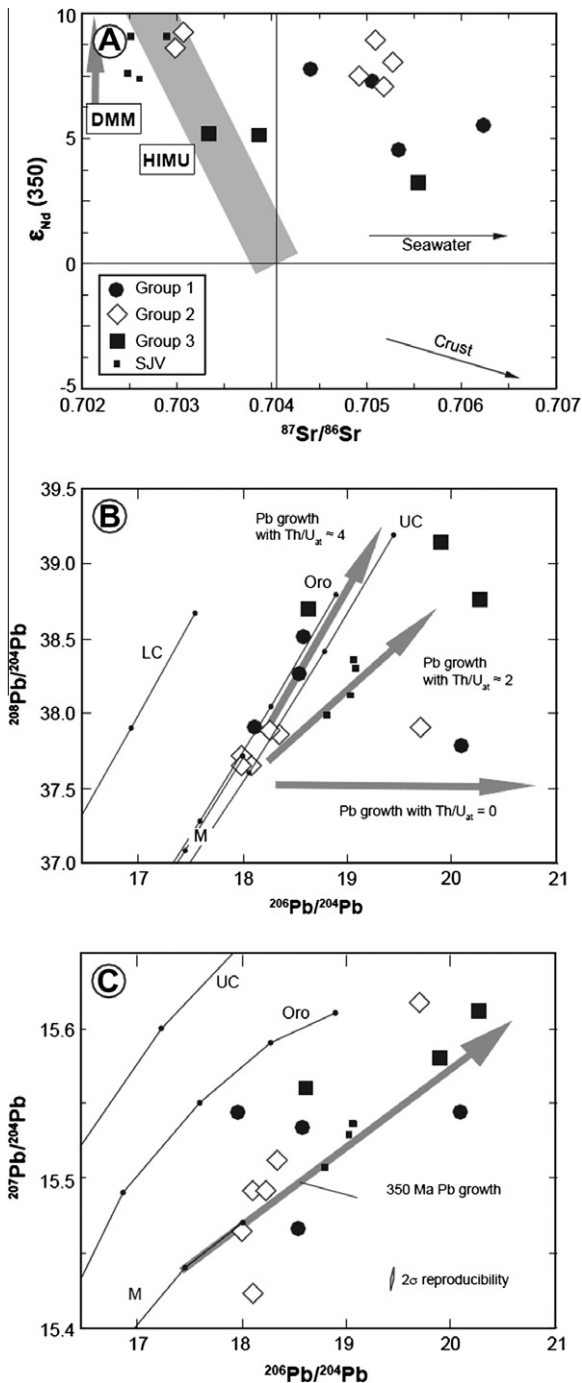 A
10
5
0
-5
εNd (350)
DMM
HIMU
Seawater
Crust
Group 1
Group 2
Group 3
SJV
0.702 0.703 0.704 0.705 0.706 0.707
87Sr/86Sr
B
39.5
39.0
38.5
38.0
37.5
37.0
208Pb/204Pb
Pb growth
with Th/Uat ≈ 4
UC
Oro
LC
Pb growth
with Th/Uat ≈ 2
M
Pb growth with Th/Uat = 0
17 18 19 20 21
206Pb/204Pb
C
15.6
15.5
15.4
207Pb/204Pb
UC
Oro
350 Ma Pb growth
M
2σ reproducibility
17 18 19 20 21
206Pb/204Pb